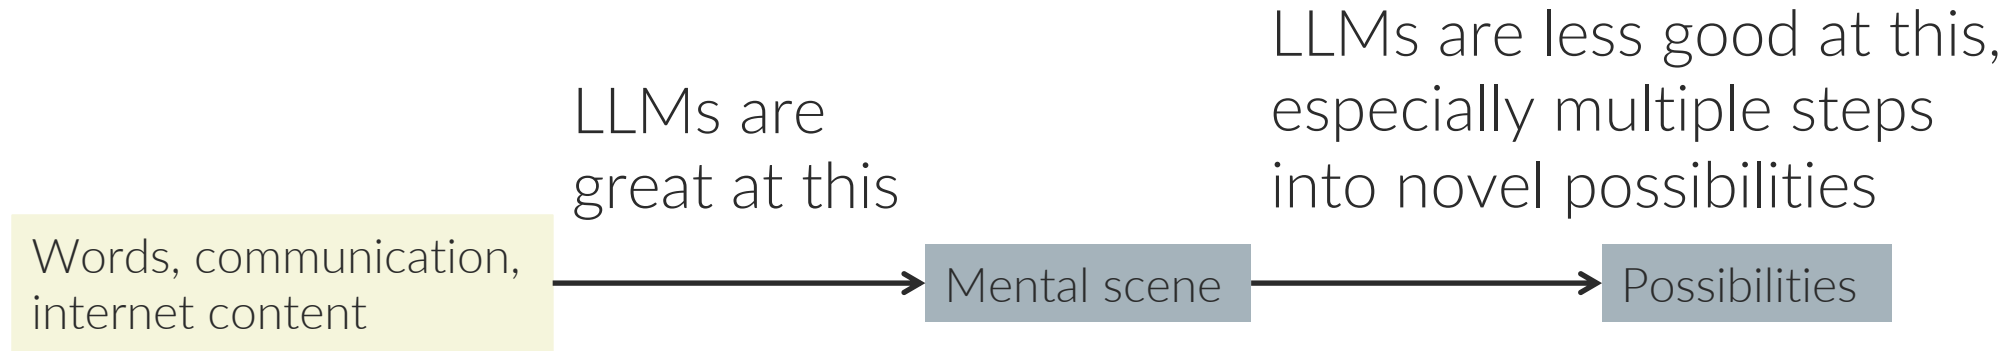 LLMs are less good at this,
especially multiple steps
into novel possibilities
LLMs are
great at this
Words, communication,
internet content
Mental scene
Possibilities